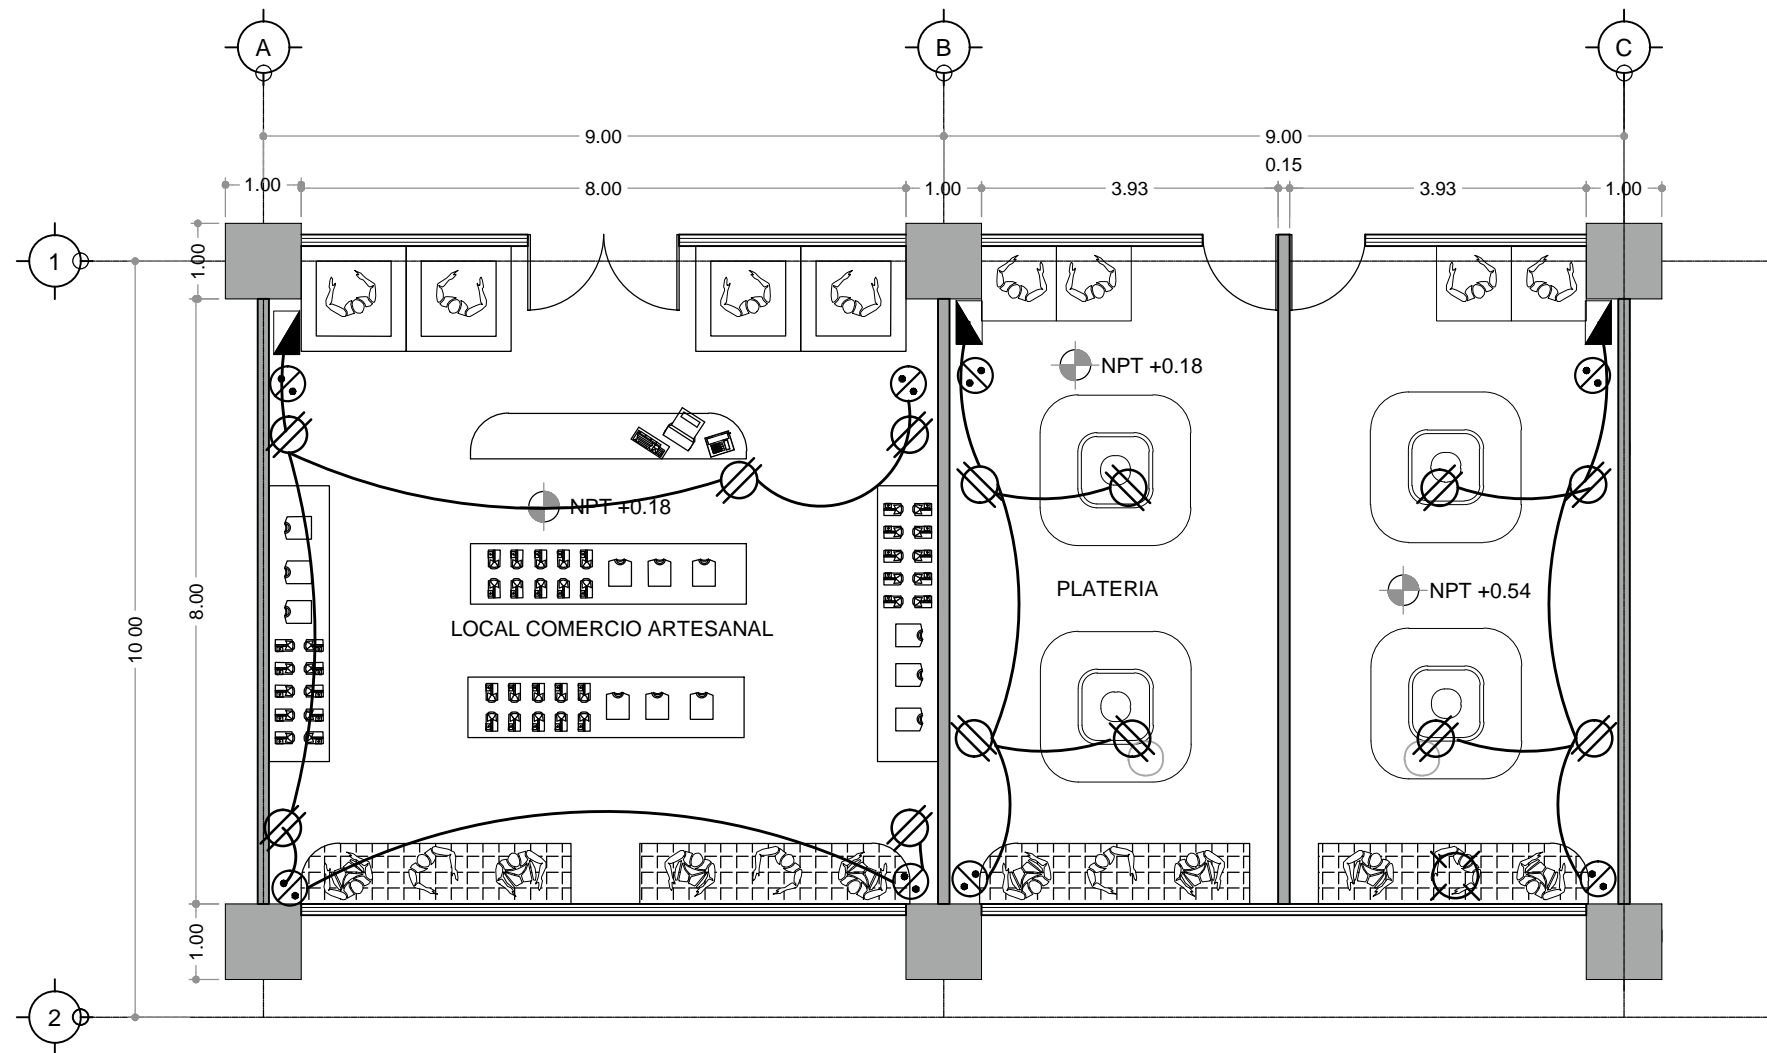 A
B
C
9.00
9.00
0.15
1.00
8.00
1.00
3.93
3.93
1.00
1
1.00
NPT +0.18
NPT +0.18
8.00
10 00
PLATERIA
NPT +0.54
LOCAL COMERCIO ARTESANAL
1.00
2